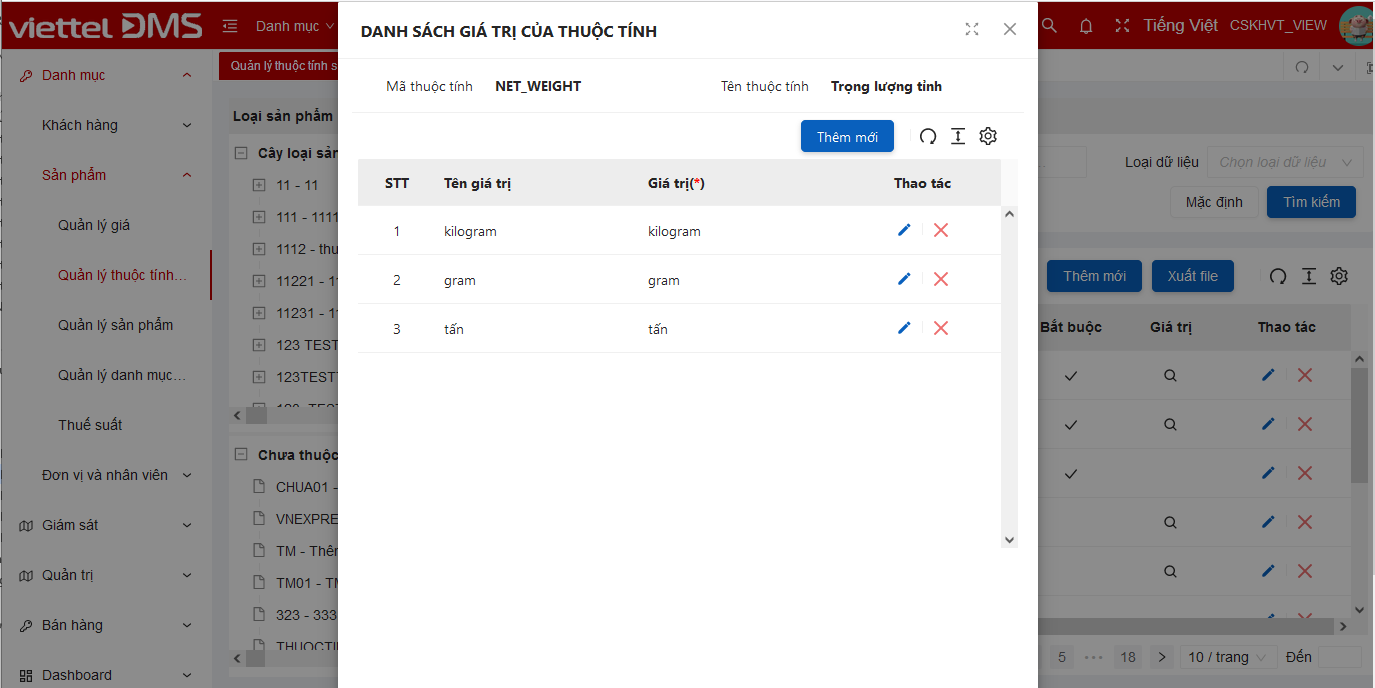 viettel DMS
Danh mục
Tiếng Việt
CSKHVT_VIEW
Danh mục
Khách hàng
Sản phẩm
Quản lý giá
Quản lý thuộc tính...
Quản lý sản phẩm
Quản lý danh mục...
Thuế suất
Đơn vị và nhân viên
Giám sát
Quản trị
Bán hàng
Dashboard
Quản lý thuộc tính s
Loại sản phẩm
Cây loại sản
11 - 11
111 - 1111
1112 - thu
11221 - 1
11231 - 1
123 TEST
123TEST
Chưa thuộc
CHUA01 -
VNEXPRE
TM - Thê
TM01 - TM
323 - 333
THUOCTI
DANH SÁCH GIÁ TRỊ CỦA THUỘC TÍNH
Mã thuộc tính NET_WEIGHT Tên thuộc tính Trọng lượng tỉnh
Thêm mới
STT Tên giá trị Giá trị(*) Thao tác
1 kilogram kilogram
2 gram gram
3 tấn tấn
Loại dữ liệu Chọn loại dữ liệu
Mặc định Tìm kiếm
Thêm mới Xuất file
Bắt buộc Giá trị Thao tác
5 ••• 18 10 / trang Đến